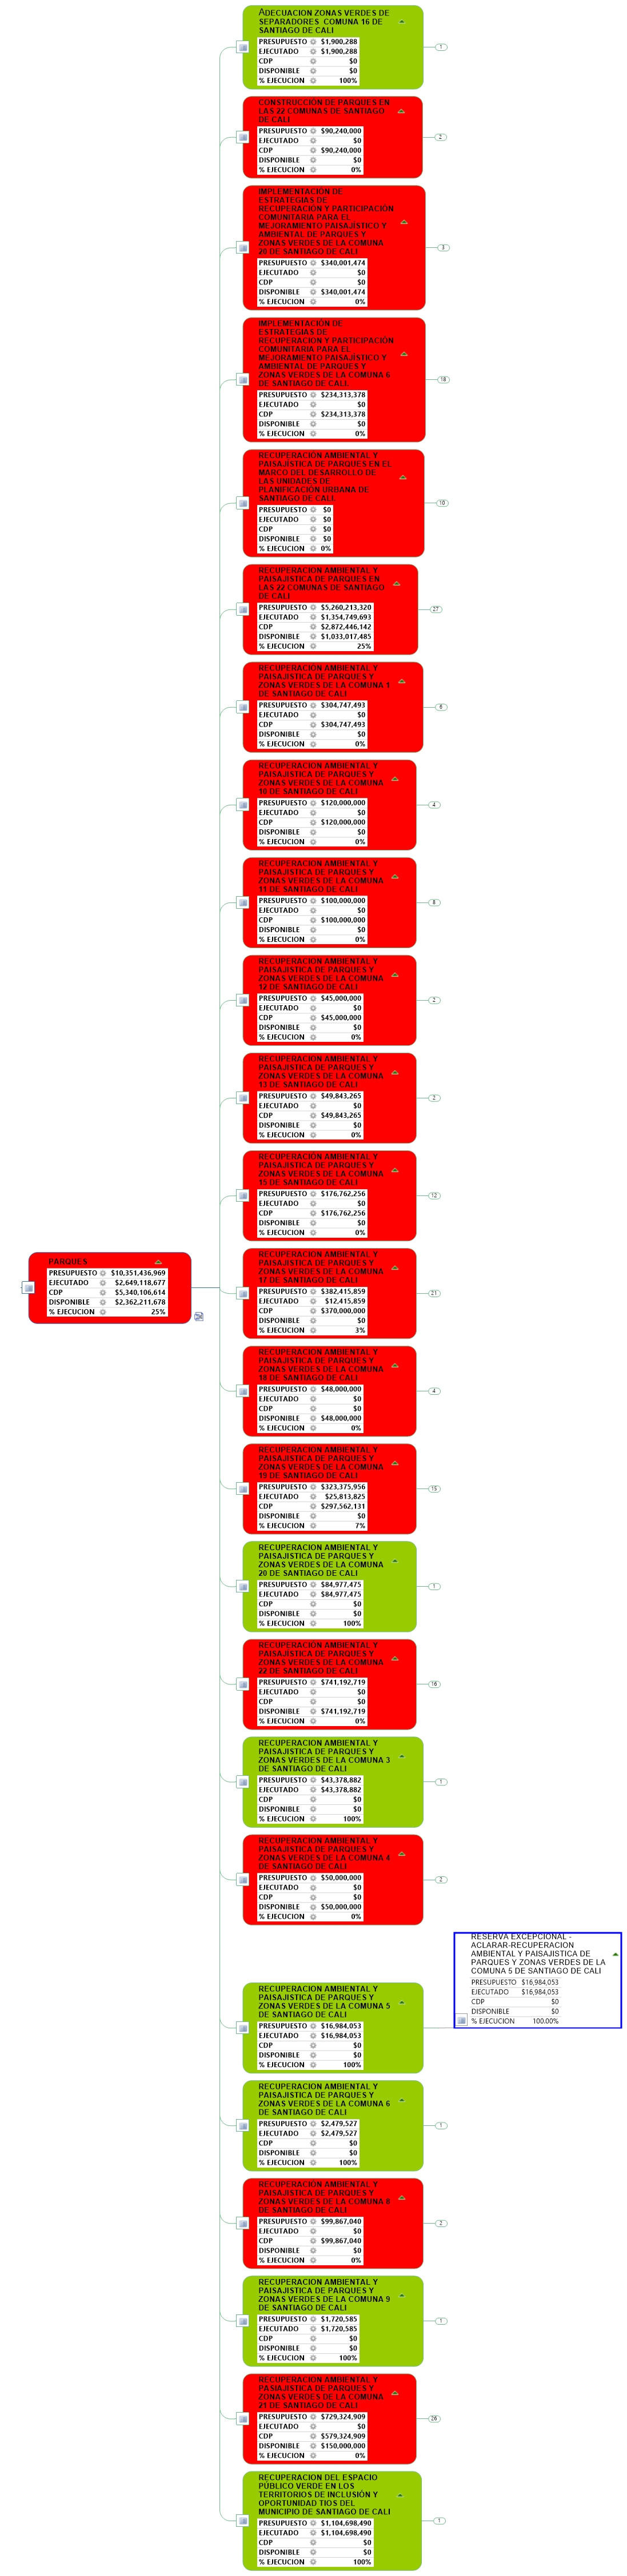 ADECUACION ZONAS VERDES DE
SEPARADORES COMUNA 16 DE
SANTIAGO DE CALI
PRESUPUESTO $1,900,288
EJECUTADO $1,900,288
CDP $0
DISPONIBLE $0
% EJECUCION 100%
1
CONSTRUCCIÓN DE PARQUES EN
LAS 22 COMUNAS DE SANTIAGO
DE CALI
PRESUPUESTO $90,240,000
EJECUTADO $0
CDP $90,240,000
DISPONIBLE $0
% EJECUCION 0%
2
IMPLEMENTACIÓN DE
ESTRATEGIAS DE
RECUPERACIÓN Y PARTICIPACIÓN
COMUNITARIA PARA EL
MEJORAMIENTO PAISAJÍSTICO Y
AMBIENTAL DE PARQUES Y
ZONAS VERDES DE LA COMUNA
20 DE SANTIAGO DE CALI
PRESUPUESTO $340,001,474
EJECUTADO $0
CDP $0
DISPONIBLE $340,001,474
% EJECUCION 0%
IMPLEMENTACIÓN DE
ESTRATEGIAS DE
RECUPERACIÓN Y PARTICIPACIÓN
COMUNITARIA PARA EL
MEJORAMIENTO PAISAJÍSTICO Y
AMBIENTAL DE PARQUES Y
ZONAS VERDES DE LA COMUNA 6
DE SANTIAGO DE CALI.
PRESUPUESTO $234,313,378
EJECUTADO $0
CDP $234,313,378
DISPONIBLE $0
% EJECUCION 0%
18
RECUPERACIÓN AMBIENTAL Y
PAISAJÍSTICA DE PARQUES EN EL
MARCO DEL DESARROLLO DE
LAS UNIDADES DE
PLANIFICACIÓN URBANA DE
SANTIAGO DE CALI.
PRESUPUESTO $0
EJECUTADO $0
CDP $0
DISPONIBLE $0
% EJECUCION 0%
10
RECUPERACION AMBIENTAL Y
PAISAJISTICA DE PARQUES EN
LAS 22 COMUNAS DE SANTIAGO
DE CALI
PRESUPUESTO $5,260,213,320
EJECUTADO $1,354,749,693
CDP $2,872,446,142
DISPONIBLE $1,033,017,485
% EJECUCION 25%
27
RECUPERACION AMBIENTAL Y
PAISAJISTICA DE PARQUES Y
ZONAS VERDES DE LA COMUNA 1
DE SANTIAGO DE CALI
PRESUPUESTO $304,747,493
EJECUTADO $0
CDP $304,747,493
DISPONIBLE $0
% EJECUCION 0%
6
RECUPERACION AMBIENTAL Y
PAISAJISTICA DE PARQUES Y
ZONAS VERDES DE LA COMUNA
10 DE SANTIAGO DE CALI
PRESUPUESTO $120,000,000
EJECUTADO $0
CDP $120,000,000
DISPONIBLE $0
% EJECUCION 0%
4
RECUPERACION AMBIENTAL Y
PAISAJISTICA DE PARQUES Y
ZONAS VERDES DE LA COMUNA
11 DE SANTIAGO DE CALI
PRESUPUESTO $100,000,000
EJECUTADO $0
CDP $100,000,000
DISPONIBLE $0
% EJECUCION 0%
8
RECUPERACION AMBIENTAL Y
PAISAJISTICA DE PARQUES Y
ZONAS VERDES DE LA COMUNA
12 DE SANTIAGO DE CALI
PRESUPUESTO $45,000,000
EJECUTADO $0
CDP $45,000,000
DISPONIBLE $0
% EJECUCION 0%
2
RECUPERACION AMBIENTAL Y
PAISAJISTICA DE PARQUES Y
ZONAS VERDES DE LA COMUNA
13 DE SANTIAGO DE CALI
PRESUPUESTO $49,843,265
EJECUTADO $0
CDP $49,843,265
DISPONIBLE $0
% EJECUCION 0%
2
RECUPERACION AMBIENTAL Y
PAISAJISTICA DE PARQUES Y
ZONAS VERDES DE LA COMUNA
15 DE SANTIAGO DE CALI
PRESUPUESTO $176,762,256
EJECUTADO $0
CDP $176,762,256
DISPONIBLE $0
% EJECUCION 0%
12
PARQUES
PRESUPUESTO $10,351,436,969
EJECUTADO $2,649,118,677
CDP $5,340,106,614
DISPONIBLE $2,362,211,678
% EJECUCION 25%
RECUPERACION AMBIENTAL Y
PAISAJISTICA DE PARQUES Y
ZONAS VERDES DE LA COMUNA
17 DE SANTIAGO DE CALI
PRESUPUESTO $382,415,859
EJECUTADO $12,415,859
CDP $370,000,000
DISPONIBLE $0
% EJECUCION 3%
21
RECUPERACION AMBIENTAL Y
PAISAJISTICA DE PARQUES Y
ZONAS VERDES DE LA COMUNA
18 DE SANTIAGO DE CALI
PRESUPUESTO $48,000,000
EJECUTADO $0
CDP $0
DISPONIBLE $48,000,000
% EJECUCION 0%
4
RECUPERACION AMBIENTAL Y
PAISAJISTICA DE PARQUES Y
ZONAS VERDES DE LA COMUNA
19 DE SANTIAGO DE CALI
PRESUPUESTO $323,375,956
EJECUTADO $25,813,825
CDP $297,562,131
DISPONIBLE $0
% EJECUCION 7%
15
RECUPERACION AMBIENTAL Y
PAISAJISTICA DE PARQUES Y
ZONAS VERDES DE LA COMUNA
20 DE SANTIAGO DE CALI
PRESUPUESTO $84,977,475
EJECUTADO $84,977,475
CDP $0
DISPONIBLE $0
% EJECUCION 100%
1
RECUPERACIÓN AMBIENTAL Y
PAISAJÍSTICA DE PARQUES Y
ZONAS VERDES DE LA COMUNA
22 DE SANTIAGO DE CALI
PRESUPUESTO $741,192,719
EJECUTADO $0
CDP $0
DISPONIBLE $741,192,719
% EJECUCION 0%
16
RECUPERACION AMBIENTAL Y
PAISAJISTICA DE PARQUES Y
ZONAS VERDES DE LA COMUNA 3
DE SANTIAGO DE CALI
PRESUPUESTO $43,378,882
EJECUTADO $43,378,882
CDP $0
DISPONIBLE $0
% EJECUCION 100%
1
RECUPERACION AMBIENTAL Y
PAISAJISTICA DE PARQUES Y
ZONAS VERDES DE LA COMUNA 4
DE SANTIAGO DE CALI
PRESUPUESTO $50,000,000
EJECUTADO $0
CDP $0
DISPONIBLE $50,000,000
% EJECUCION 0%
2
RESERVA EXCEPCIONAL -
ACLARAR-RECUPERACION
AMBIENTAL Y PAISAJISTICA DE
PARQUES Y ZONAS VERDES DE LA
COMUNA 5 DE SANTIAGO DE CALI
PRESUPUESTO $16,984,053
EJECUTADO $16,984,053
CDP $0
DISPONIBLE $0
% EJECUCION 100.00%
RECUPERACION AMBIENTAL Y
PAISAJISTICA DE PARQUES Y
ZONAS VERDES DE LA COMUNA 5
DE SANTIAGO DE CALI
PRESUPUESTO $16,984,053
EJECUTADO $16,984,053
CDP $0
DISPONIBLE $0
% EJECUCION 100%
RECUPERACION AMBIENTAL Y
PAISAJISTICA DE PARQUES Y
ZONAS VERDES DE LA COMUNA 6
DE SANTIAGO DE CALI
PRESUPUESTO $2,479,527
EJECUTADO $2,479,527
CDP $0
DISPONIBLE $0
% EJECUCION 100%
1
RECUPERACIÓN AMBIENTAL Y
PAISAJISTICA DE PARQUES Y
ZONAS VERDES DE LA COMUNA 8
DE SANTIAGO DE CALI
PRESUPUESTO $99,867,040
EJECUTADO $0
CDP $99,867,040
DISPONIBLE $0
% EJECUCION 0%
2
RECUPERACION AMBIENTAL Y
PAISAJISTICA DE PARQUES Y
ZONAS VERDES DE LA COMUNA 9
DE SANTIAGO DE CALI
PRESUPUESTO $1,720,585
EJECUTADO $1,720,585
CDP $0
DISPONIBLE $0
% EJECUCION 100%
1
RECUPERACION AMBIENTAL Y
PASIAJISTICA DE PARQUES Y
ZONAS VERDES DE LA COMUNA
21 DE SANTIAGO DE CALI
PRESUPUESTO $729,324,909
EJECUTADO $0
CDP $579,324,909
DISPONIBLE $150,000,000
% EJECUCION 0%
26
RECUPERACION DEL ESPACIO
PÚBLICO VERDE EN LOS
TERRITORIOS DE INCLUSIÓN Y
OPORTUNIDAD TIOS DEL
MUNICIPIO DE SANTIAGO DE CALI
PRESUPUESTO $1,104,698,490
EJECUTADO $1,104,698,490
CDP $0
DISPONIBLE $0
% EJECUCION 100%
1